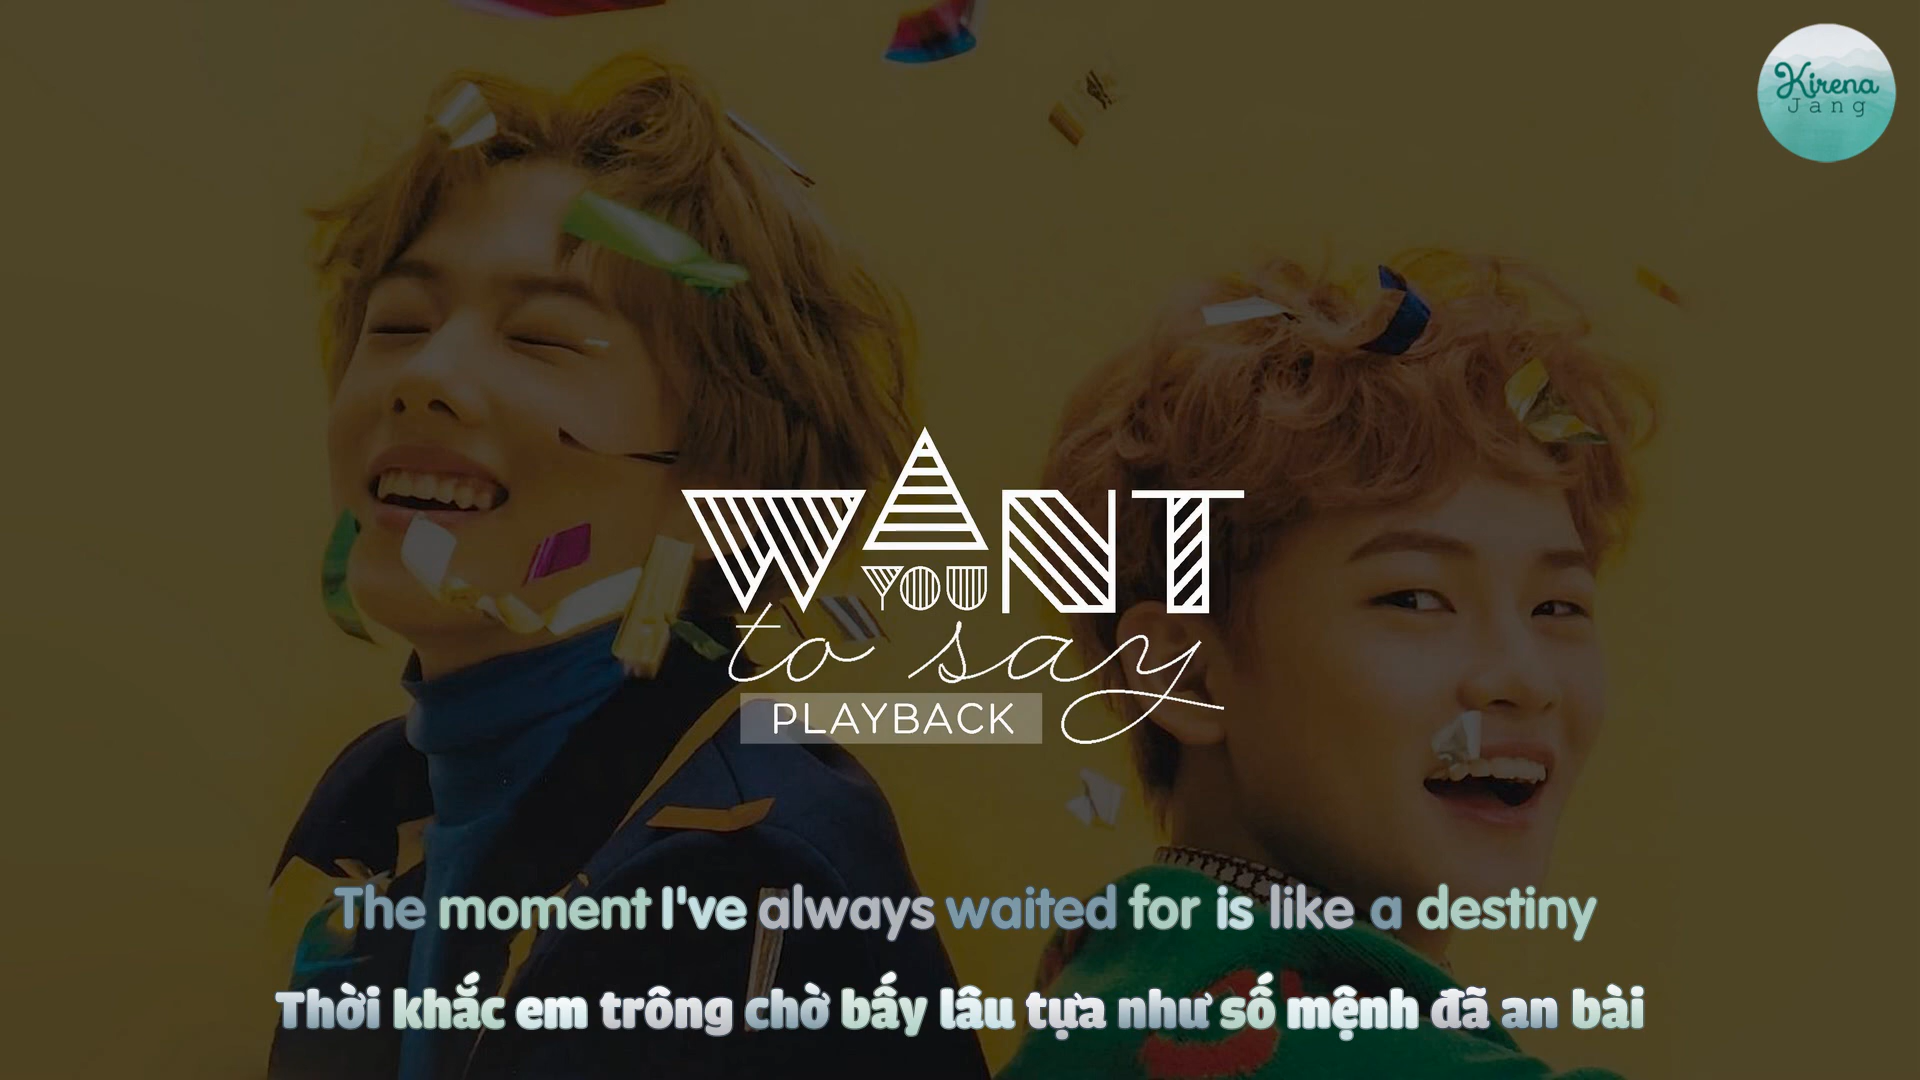 Kirena
Jang
WANT
YOU
to say
PLAYBACK
The moment I've always waited for is like a destiny
Thời khắc em trông chờ bấy lâu tựa như số mệnh đã an bài